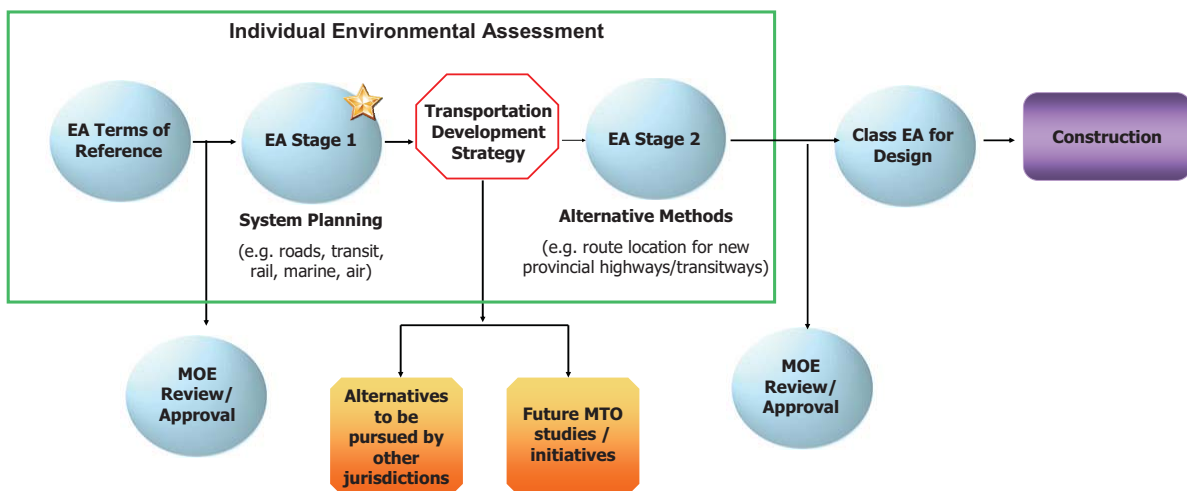 Individual Environmental Assessment
EA Terms of
Reference
EA Stage 1
Transportation
Development
Strategy
EA Stage 2
Class EA for
Design
Construction
System Planning
(e.g. roads, transit,
rail, marine, air)
Alternative Methods
(e.g. route location for new
provincial highways/transitways)
MOE
Review/
Approval
Alternatives
to be
pursued by
other
jurisdictions
Future MTO
studies /
initiatives
MOE
Review/
Approval